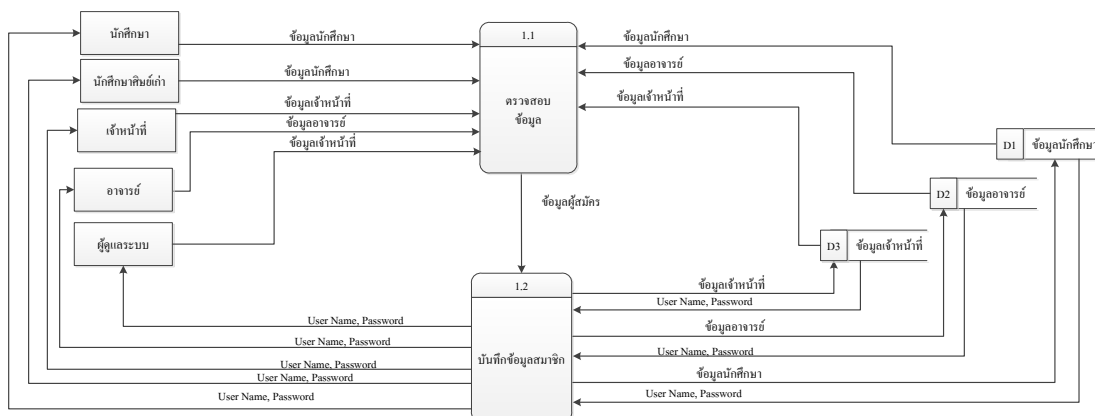 นักศึกษา
ข้อมูลนักศึกษา
1.1
ข้อมูลนักศึกษา
นักศึกษาศิษย์เก่า
ข้อมูลนักศึกษา
ข้อมูลอาจารย์
ตรวจสอบ
ข้อมูล
เจ้าหน้าที่
ข้อมูลเจ้าหน้าที่
ข้อมูลเจ้าหน้าที่
ข้อมูลอาจารย์
ข้อมูลเจ้าหน้าที่
D1 ข้อมูลนักศึกษา
อาจารย์
D2 ข้อมูลอาจารย์
ข้อมูลผู้สมัคร
ผู้ดูแลระบบ
D3 ข้อมูลเจ้าหน้าที่
1.2
ข้อมูลเจ้าหน้าที่
User Name, Password
User Name, Password
ข้อมูลอาจารย์
User Name, Password
User Name, Password
บันทึกข้อมูลสมาชิก
User Name, Password
ข้อมูลนักศึกษา
User Name, Password
User Name, Password
User Name, Password